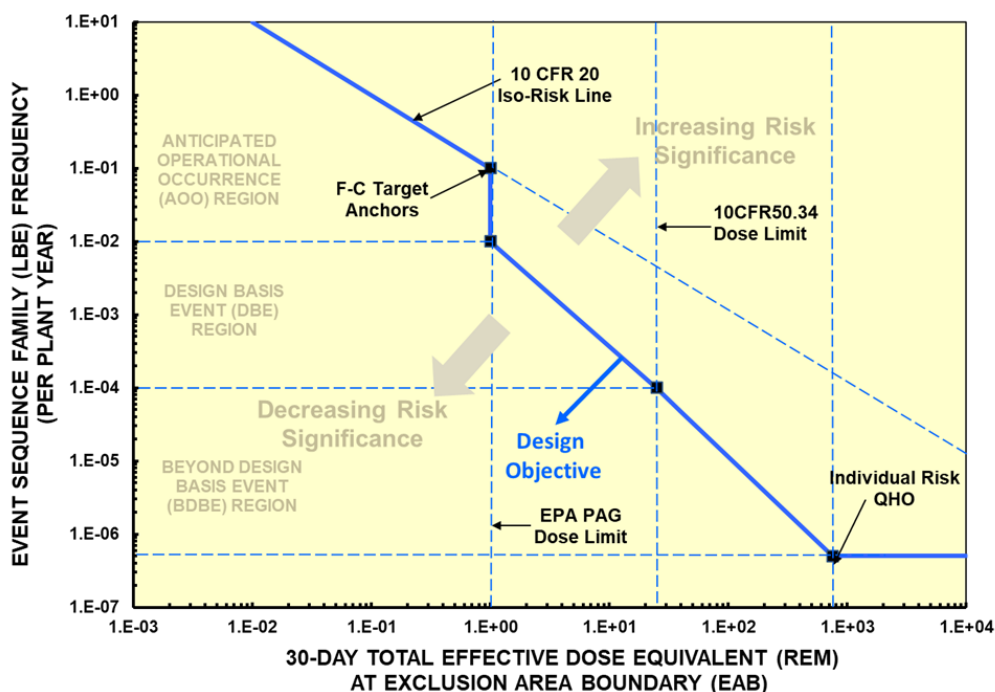 EVENT SEQUENCE FAMILY (LBE) FREQUENCY
(PER PLANT YEAR)
1.E+01
1.E+00
1.E-01
1.E-02
1.E-03
1.E-04
1.E-05
1.E-06
1.E-07
10 CFR 20
Iso-Risk Line
Increasing Risk
Significance
ANTICIPATED
OPERATIONAL
OCCURRENCE
(AOO) REGION
F-C Target
Anchors
10CFR50.34
Dose Limit
DESIGN BASIS
EVENT (DBE)
REGION
Decreasing Risk
Significance
Design
Objective
BEYOND DESIGN
BASIS EVENT
(BDBE) REGION
EPA PAG
Dose Limit
Individual Risk
QHO
1.E-03
1.E-02
1.E-01
1.E+00
1.E+01
1.E+02
1.E+03
1.E+04
30-DAY TOTAL EFFECTIVE DOSE EQUIVALENT (REM)
AT EXCLUSION AREA BOUNDARY (EAB)